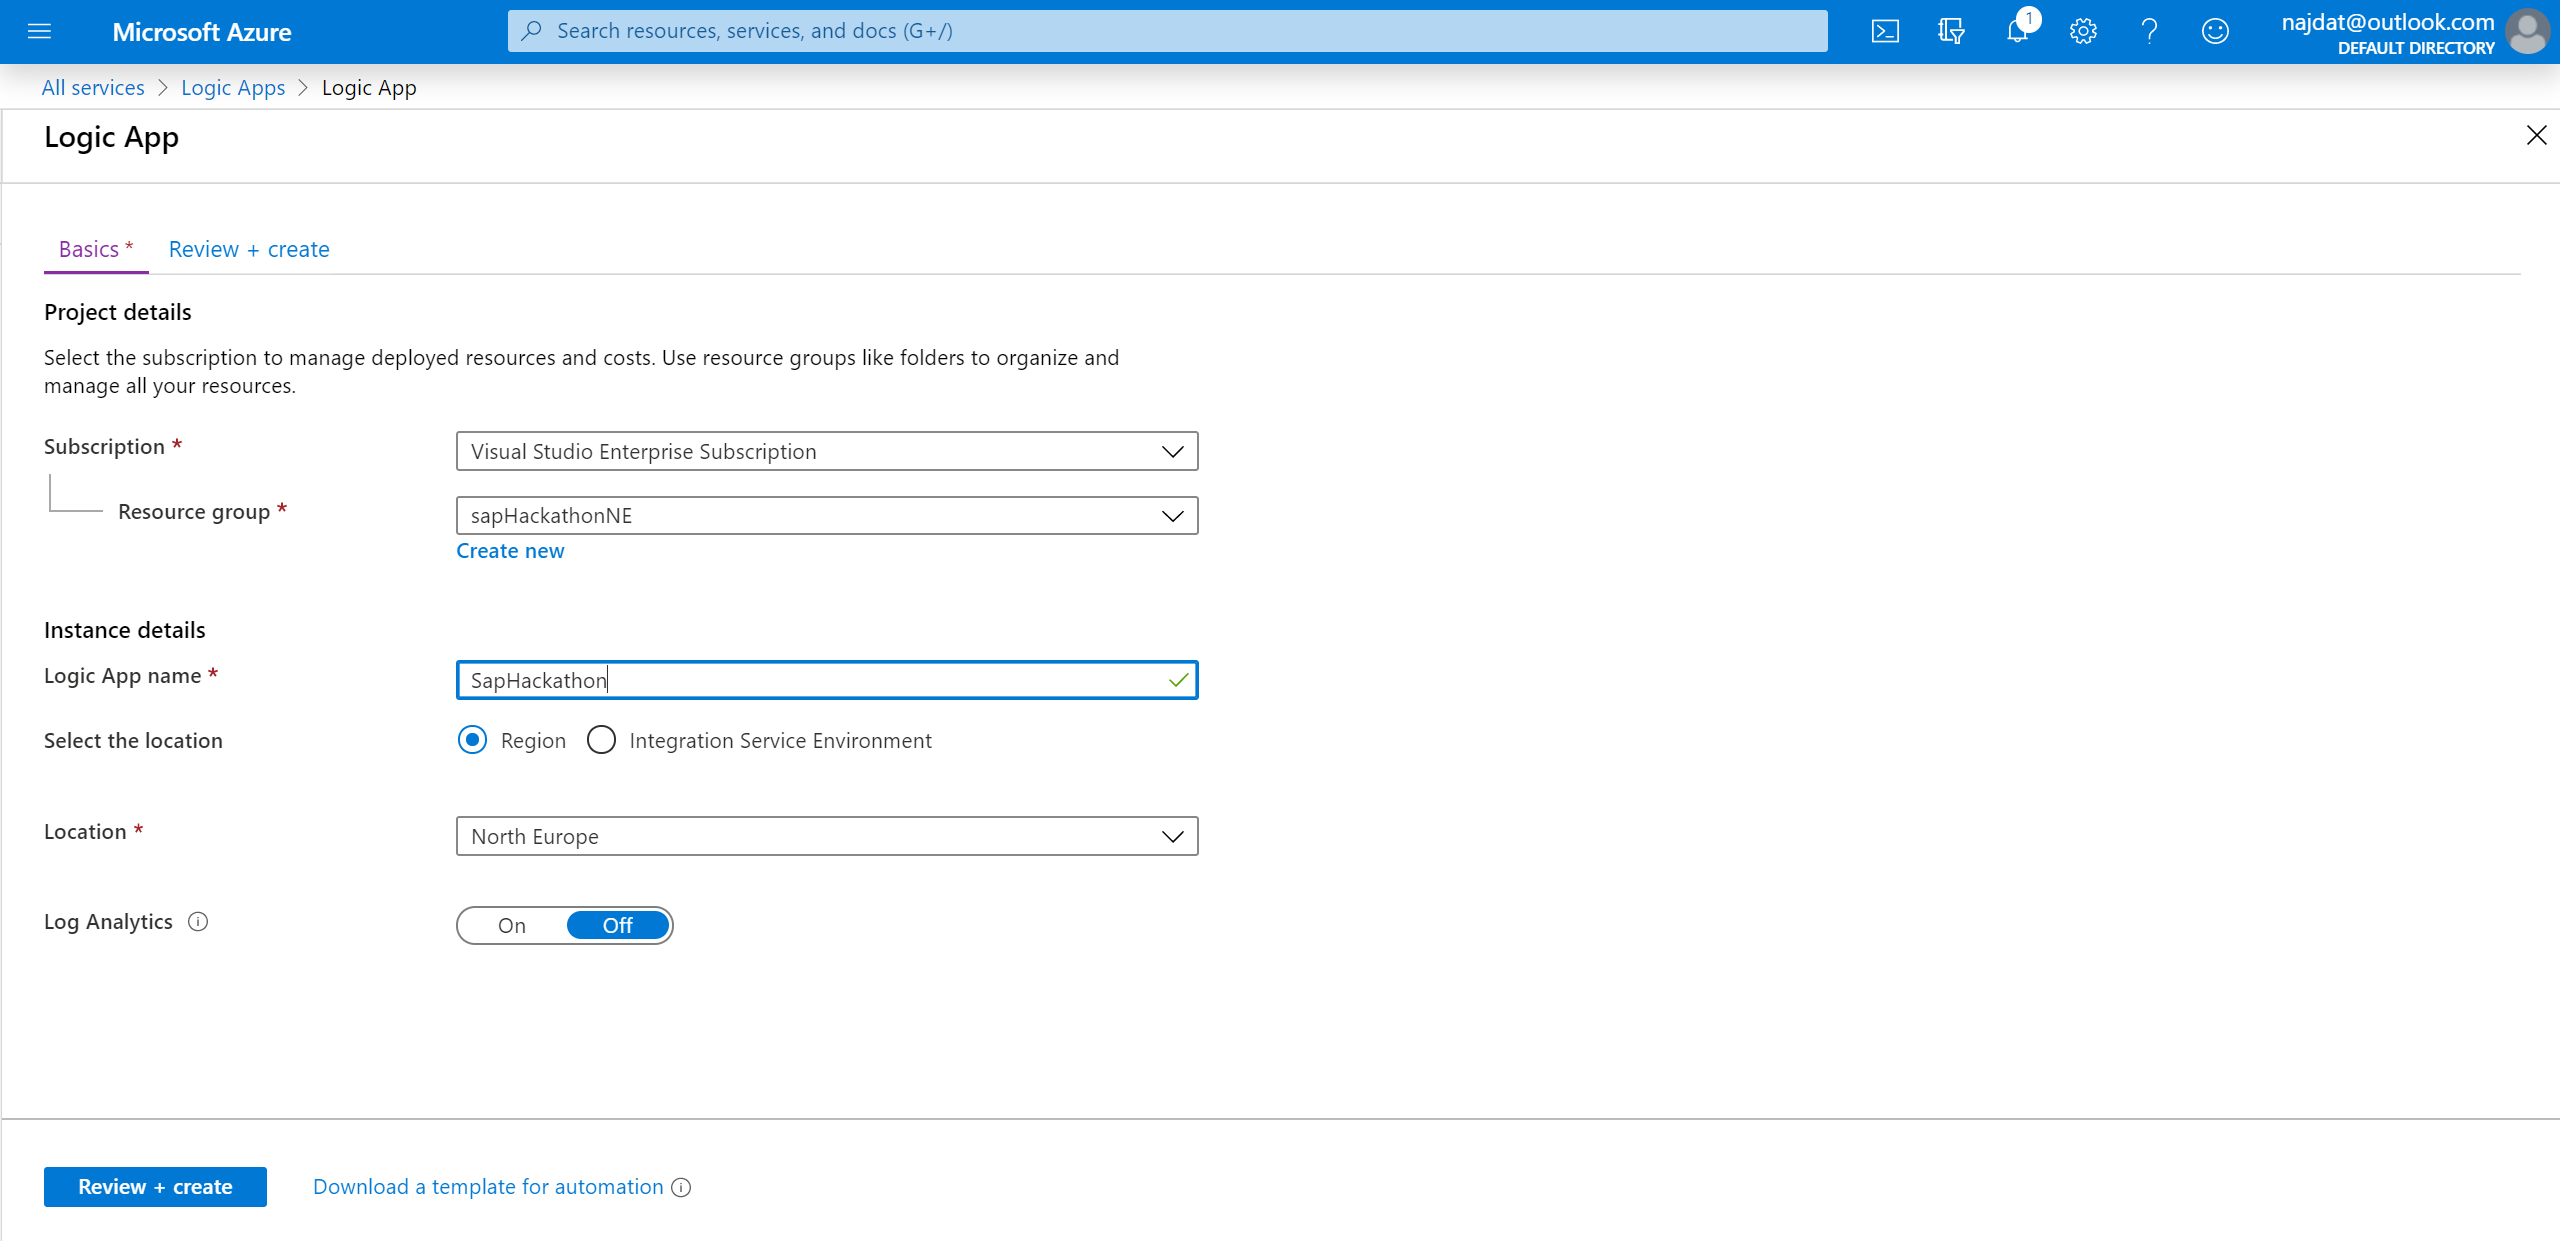 Microsoft Azure
Search resources, services, and docs (G+/)
1
najdat@outlook.com
DEFAULT DIRECTORY
All services > Logic Apps > Logic App
Logic App
Basics * Review + create
Project details
Select the subscription to manage deployed resources and costs. Use resource groups like folders to organize and
manage all your resources.
Subscription *
Visual Studio Enterprise Subscription
Resource group *
sapHackathonNE
Create new
Instance details
Logic App name *
SapHackathon
Select the location
Region
Integration Service Environment
Location *
North Europe
Log Analytics
On Off
Review + create
Download a template for automation